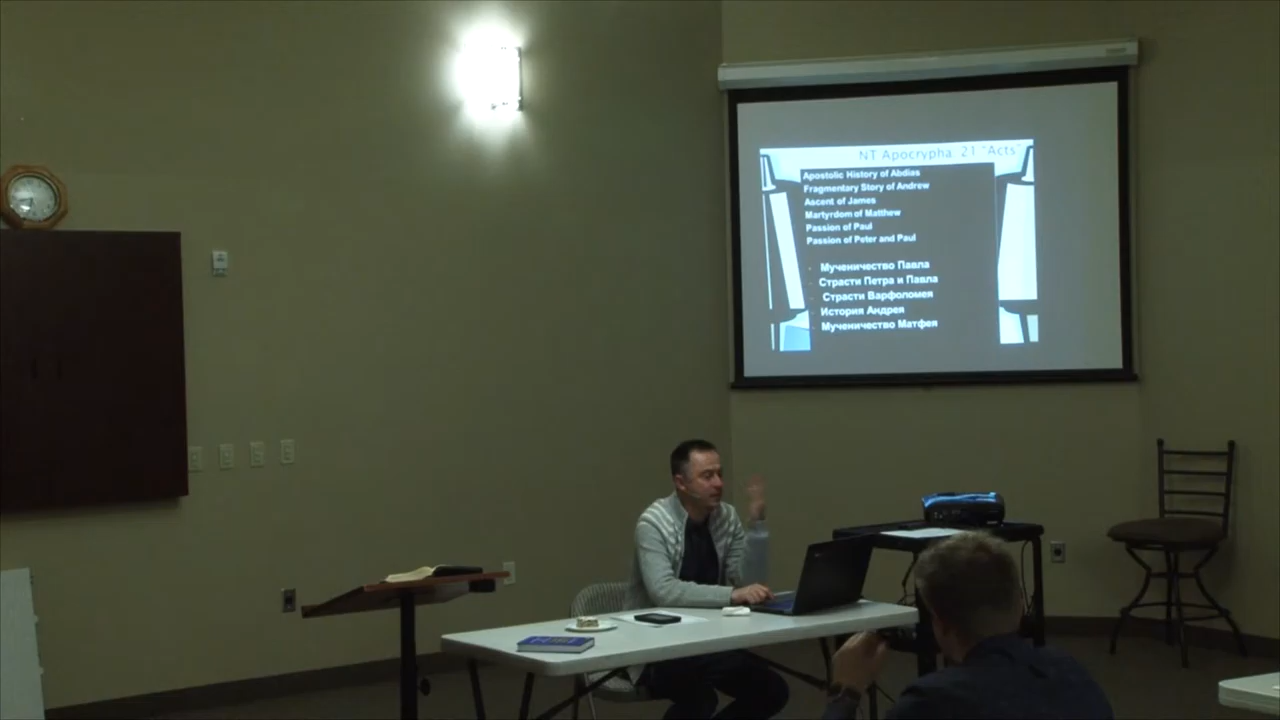 NT Apocrypha: 21 "Acts"
Apostolic History of Abdias
Fragmentary Story of Andrew
Ascent of James
Martyrdom of Matthew
Passion of Paul
Passion of Peter and Paul
- Мученичество Павла
- Страсти Петра и Павла
- Страсти Варфоломея
- История Андрея
- Мученичество Матфея